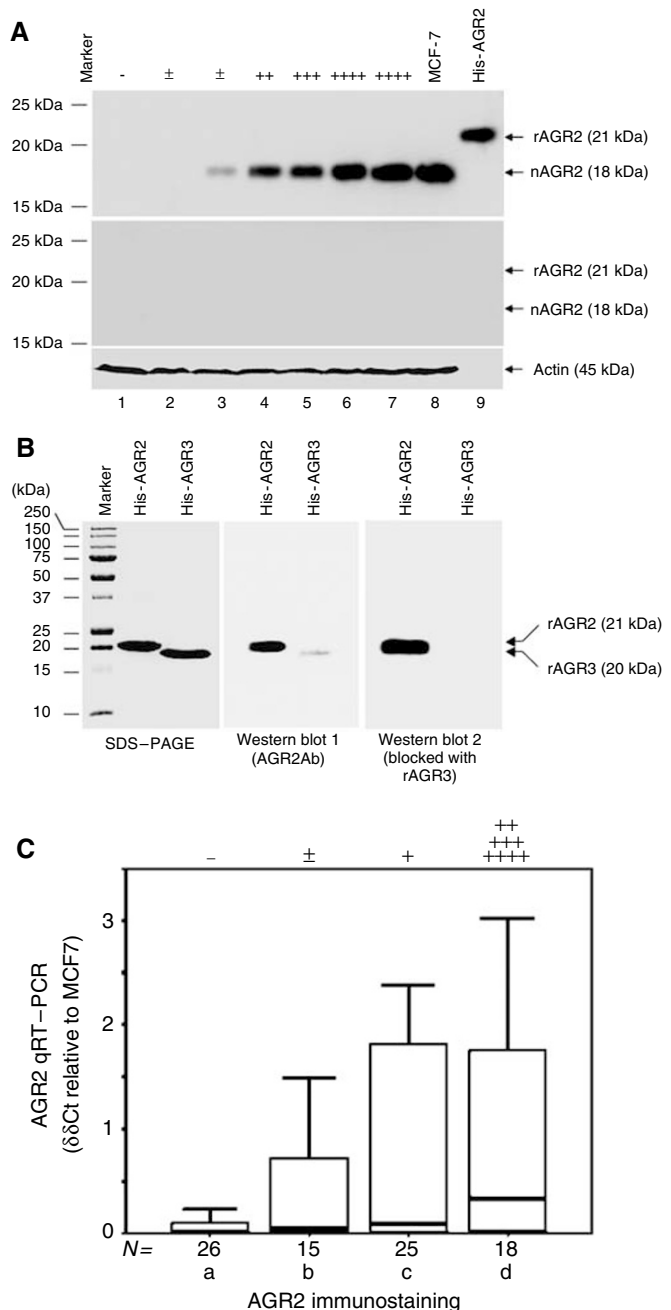 A
Marker
-
±
±
++
+++
++++
++++
MCF-7
His-AGR2
25 kDa
20 kDa
15 kDa
rAGR2 (21 kDa)
nAGR2 (18 kDa)
25 kDa
20 kDa
15 kDa
rAGR2 (21 kDa)
nAGR2 (18 kDa)
Actin (45 kDa)
1 2 3 4 5 6 7 8 9
B
(kDa)
Marker
His-AGR2
His-AGR3
His-AGR2
His-AGR3
His-AGR2
His-AGR3
250
150
100
75
50
37
25
20
15
10
rAGR2 (21 kDa)
rAGR3 (20 kDa)
SDS–PAGE
Western blot 1
(AGR2Ab)
Western blot 2
(blocked with
rAGR3)
C
–
±
+
++
+++
++++
AGR2 qRT–PCR
(δδCt relative to MCF7)
3
2
1
0
N= 26 15 25 18
a b c d
AGR2 immunostaining